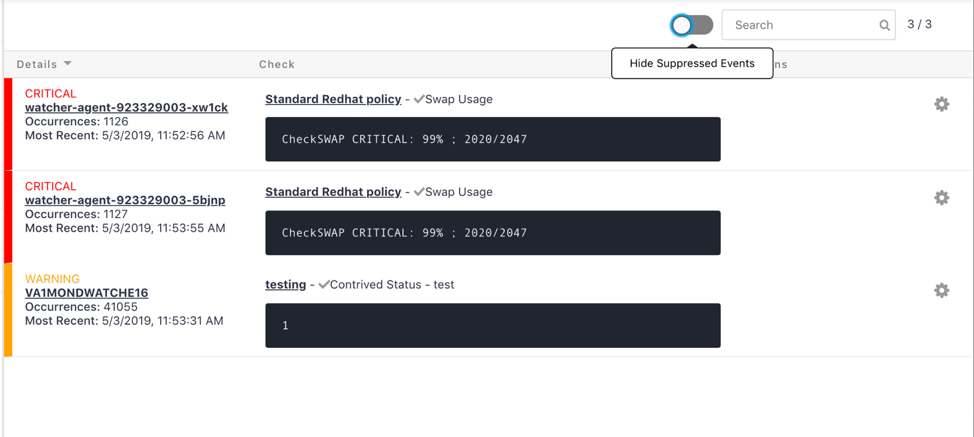 Search
3 / 3
Hide Suppressed Events
Details
Check
ns
CRITICAL
watcher-agent-923329003-xw1ck
Occurrences: 1126
Most Recent: 5/3/2019, 11:52:56 AM
Standard Redhat policy - ✔Swap Usage
CheckSWAP CRITICAL: 99% ; 2020/2047
CRITICAL
watcher-agent-923329003-5bjnp
Occurrences: 1127
Most Recent: 5/3/2019, 11:53:55 AM
Standard Redhat policy - ✔Swap Usage
CheckSWAP CRITICAL: 99% ; 2020/2047
WARNING
VA1MONDWATCHE16
Occurrences: 41055
Most Recent: 5/3/2019, 11:53:31 AM
testing - ✔Contrived Status - test
1